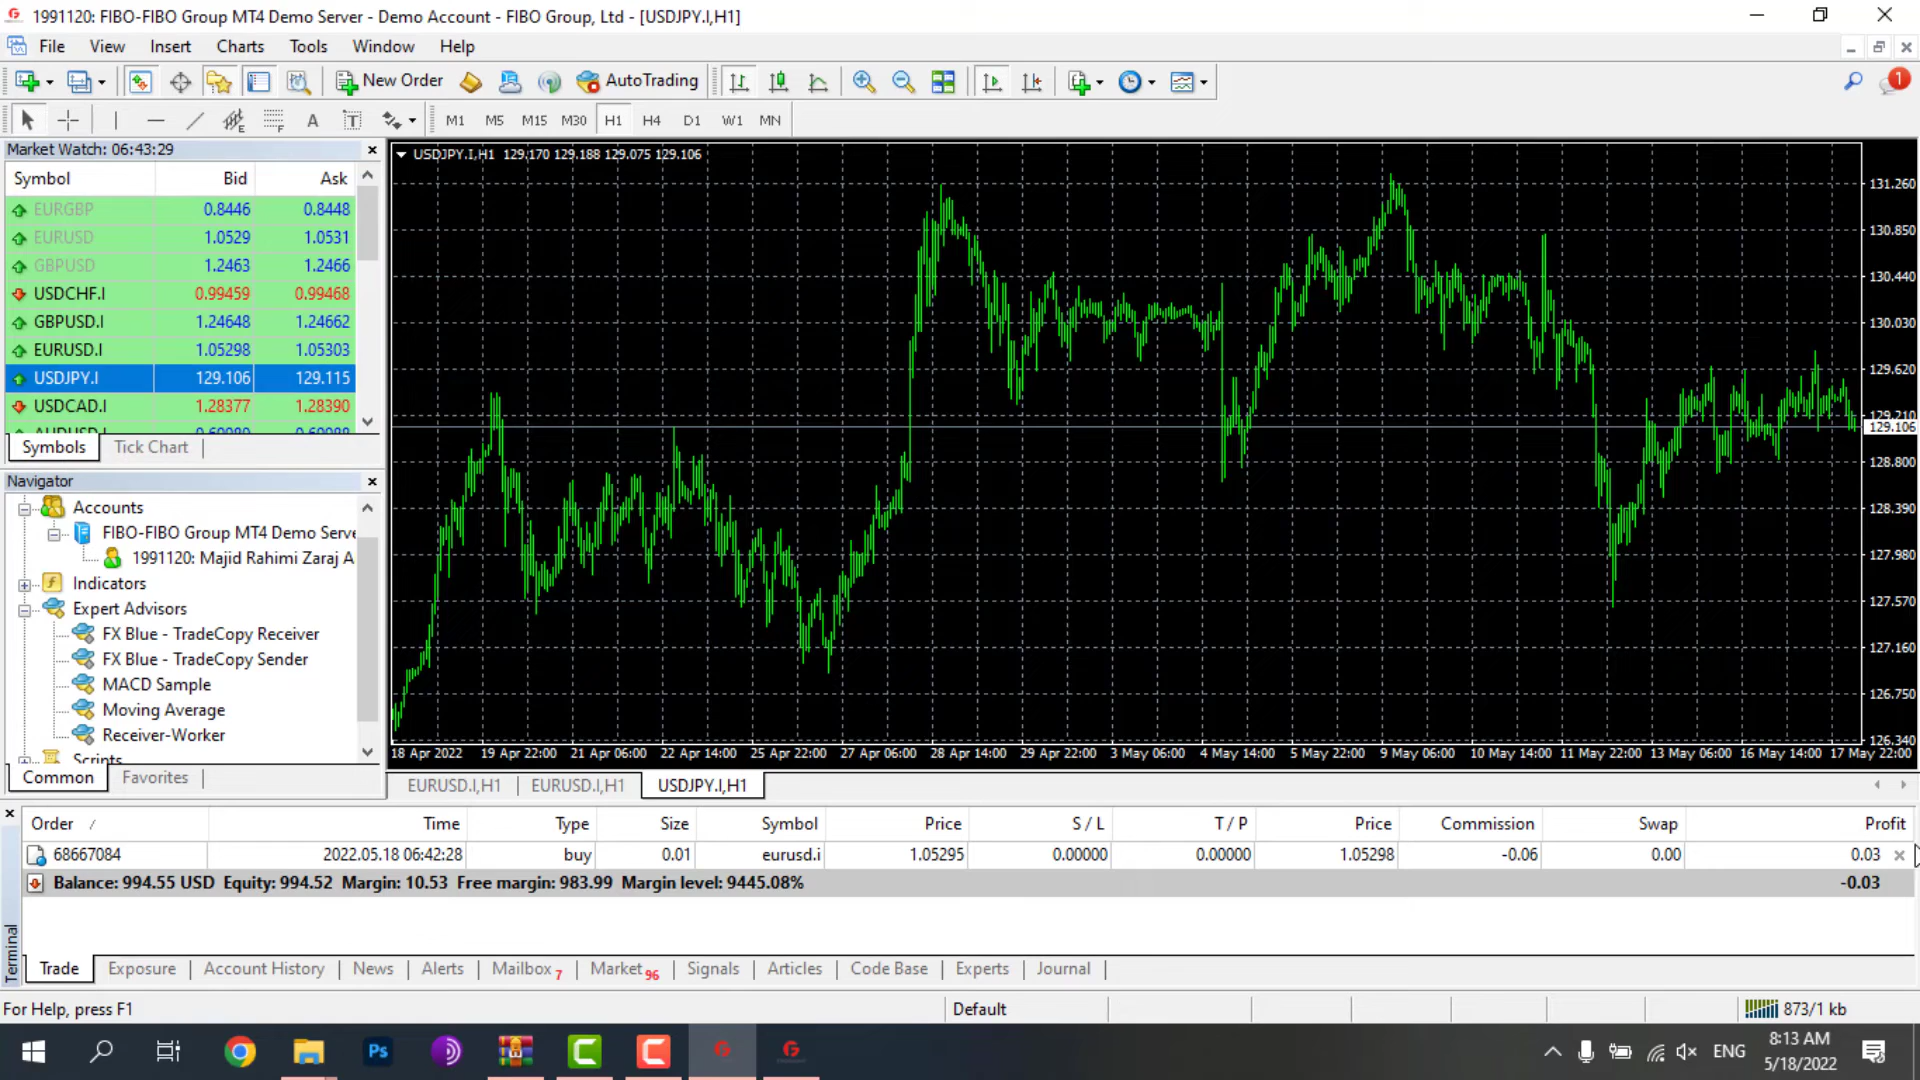 1991120: FIBO-FIBO Group MT4 Demo Server - Demo Account - FIBO Group, Ltd - [USDJPY.I,H1]
File View Insert Charts Tools Window Help
New Order AutoTrading 1
A T M1 M5 M15 M30 H1 H4 D1 W1 MN
Market Watch: 06:43:29
Symbol Bid Ask
EURGBP 0.8446 0.8448
EURUSD 1.0529 1.0531
GBPUSD 1.2463 1.2466
USDCHF.I 0.99459 0.99468
GBPUSD.I 1.24648 1.24662
EURUSD.I 1.05298 1.05303
USDJPY.I 129.106 129.115
USDCAD.I 1.28377 1.28390
Symbols Tick Chart
Navigator
Accounts
FIBO-FIBO Group MT4 Demo Serve
1991120: Majid Rahimi Zaraj A
Indicators
Expert Advisors
FX Blue - TradeCopy Receiver
FX Blue - TradeCopy Sender
MACD Sample
Moving Average
Receiver-Worker
Scripts
Common Favorites
USDJPY.I,H1 129.170 129.188 129.075 129.106
131.260
130.850
130.440
130.030
129.620
129.210
129.106
128.800
128.390
127.980
127.570
127.160
126.750
126.340
18 Apr 2022 19 Apr 22:00 21 Apr 06:00 22 Apr 14:00 25 Apr 22:00 27 Apr 06:00 28 Apr 14:00 29 Apr 22:00 3 May 06:00 4 May 14:00 5 May 22:00 9 May 06:00 10 May 14:00 11 May 22:00 13 May 06:00 16 May 14:00 17 May 22:00
EURUSD.I,H1 EURUSD.I,H1 USDJPY.I,H1
Order Time Type Size Symbol Price S / L T / P Price Commission Swap Profit
68667084 2022.05.18 06:42:28 buy 0.01 eurusd.i 1.05295 0.00000 0.00000 1.05298 -0.06 0.00 0.03
Balance: 994.55 USD Equity: 994.52 Margin: 10.53 Free margin: 983.99 Margin level: 9445.08% -0.03
Terminal
Trade Exposure Account History News Alerts Mailbox 7 Market 96 Signals Articles Code Base Experts Journal
For Help, press F1 Default 873/1 kb
Ps ENG 8:13 AM
5/18/2022